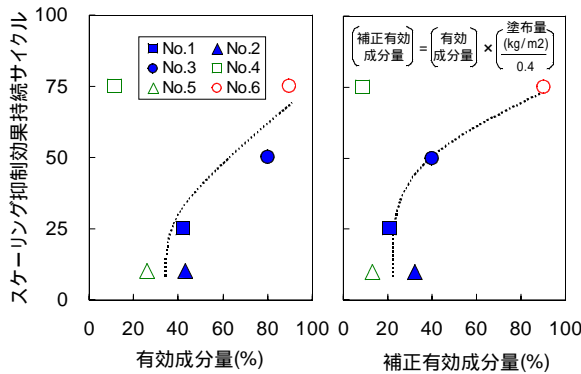 スケーリング抑制効果持続サイクル
100
75
50
25
0
No.1 No.2
No.3 No.4
No.5 No.6
0 20 40 60 80 100
有効成分量(%)
補正有効成分量 = 有効成分 × 塗布量(kg/m2) 0.4
0 20 40 60 80 100
補正有効成分量(%)